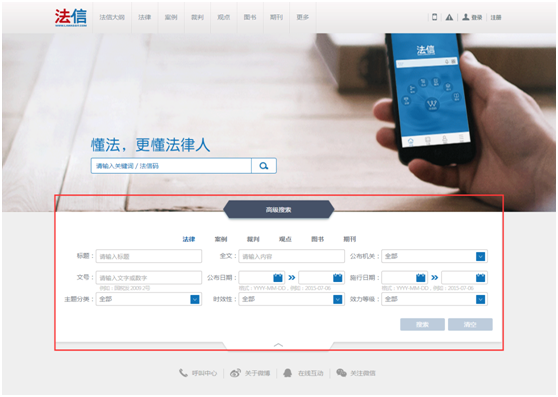 法信
法信大纲 法律 案例 裁判 观点 图书 期刊 更多
登录 注册
法信
懂法，更懂法律人
请输入关键词 / 法信码
高级搜索
法律 案例 裁判 观点 图书 期刊
标题： 请输入标题 全文： 请输入内容 公布机关： 全部
文号： 请输入文字或数字 公布日期： 施行日期：
格式：YYYY-MM-DD，例如：2015-07-06 格式：YYYY-MM-DD，例如：2015-07-06
主题分类： 全部 时效性： 全部 效力等级： 全部
搜索 清空
呼叫中心 关于微博 在线互动 关注微信